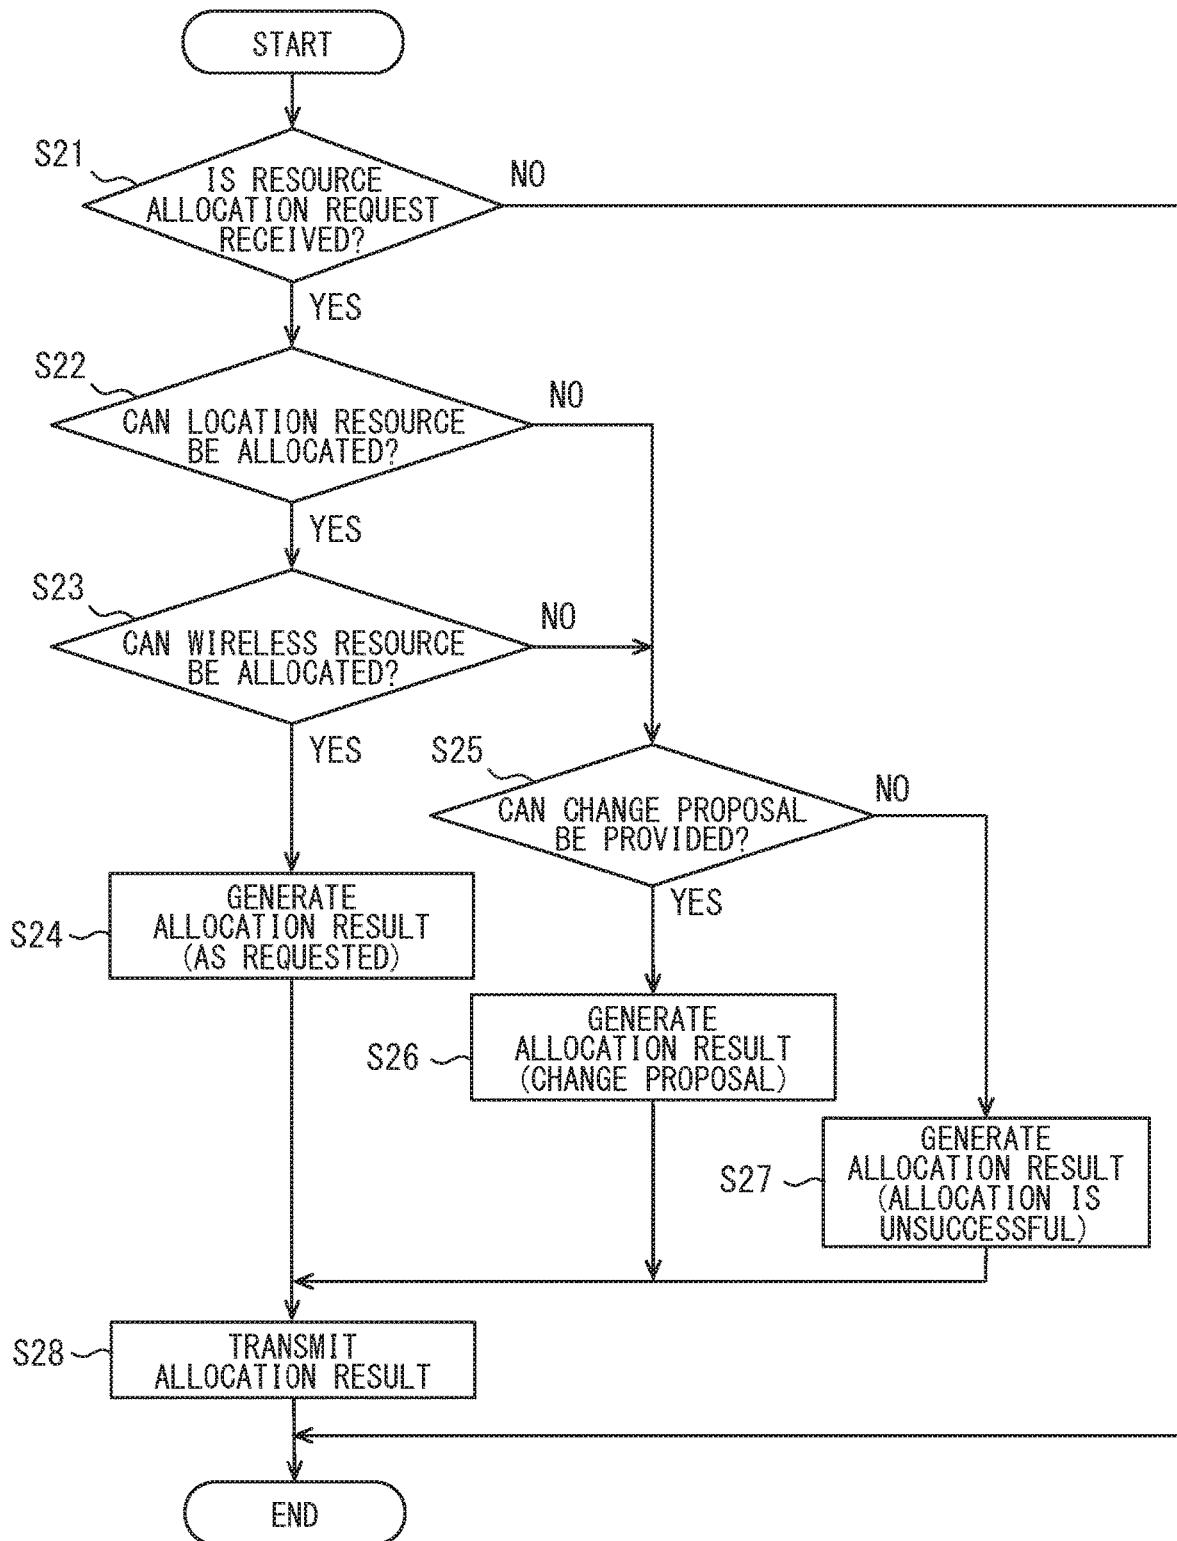 START
S21
IS RESOURCE
ALLOCATION REQUEST
RECEIVED?
NO
YES
S22
CAN LOCATION RESOURCE
BE ALLOCATED?
NO
YES
S23
CAN WIRELESS RESOURCE
BE ALLOCATED?
NO
YES
S25
CAN CHANGE PROPOSAL
BE PROVIDED?
NO
YES
S24
GENERATE
ALLOCATION RESULT
(AS REQUESTED)
S26
GENERATE
ALLOCATION RESULT
(CHANGE PROPOSAL)
S27
GENERATE
ALLOCATION RESULT
(ALLOCATION IS
UNSUCCESSFUL)
S28
TRANSMIT
ALLOCATION RESULT
END